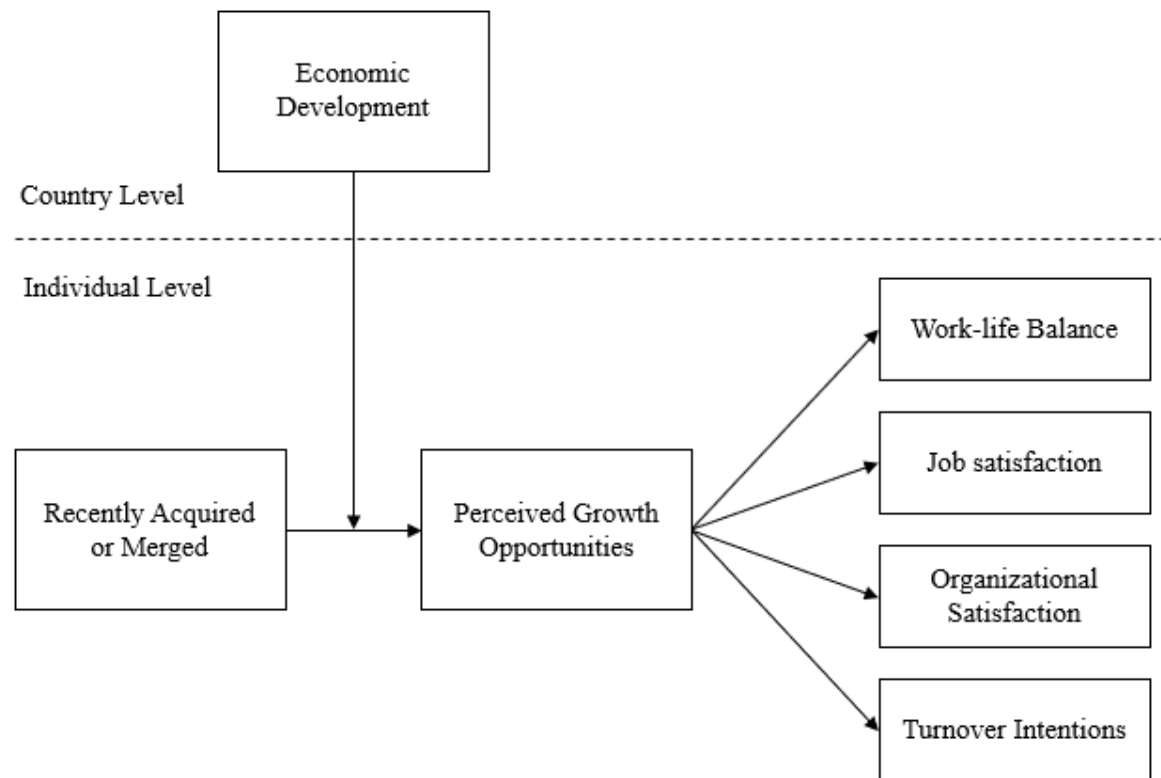 Economic
Development
Country Level
Individual Level
Work-life Balance
Job satisfaction
Recently Acquired
or Merged
Perceived Growth
Opportunities
Organizational
Satisfaction
Turnover Intentions